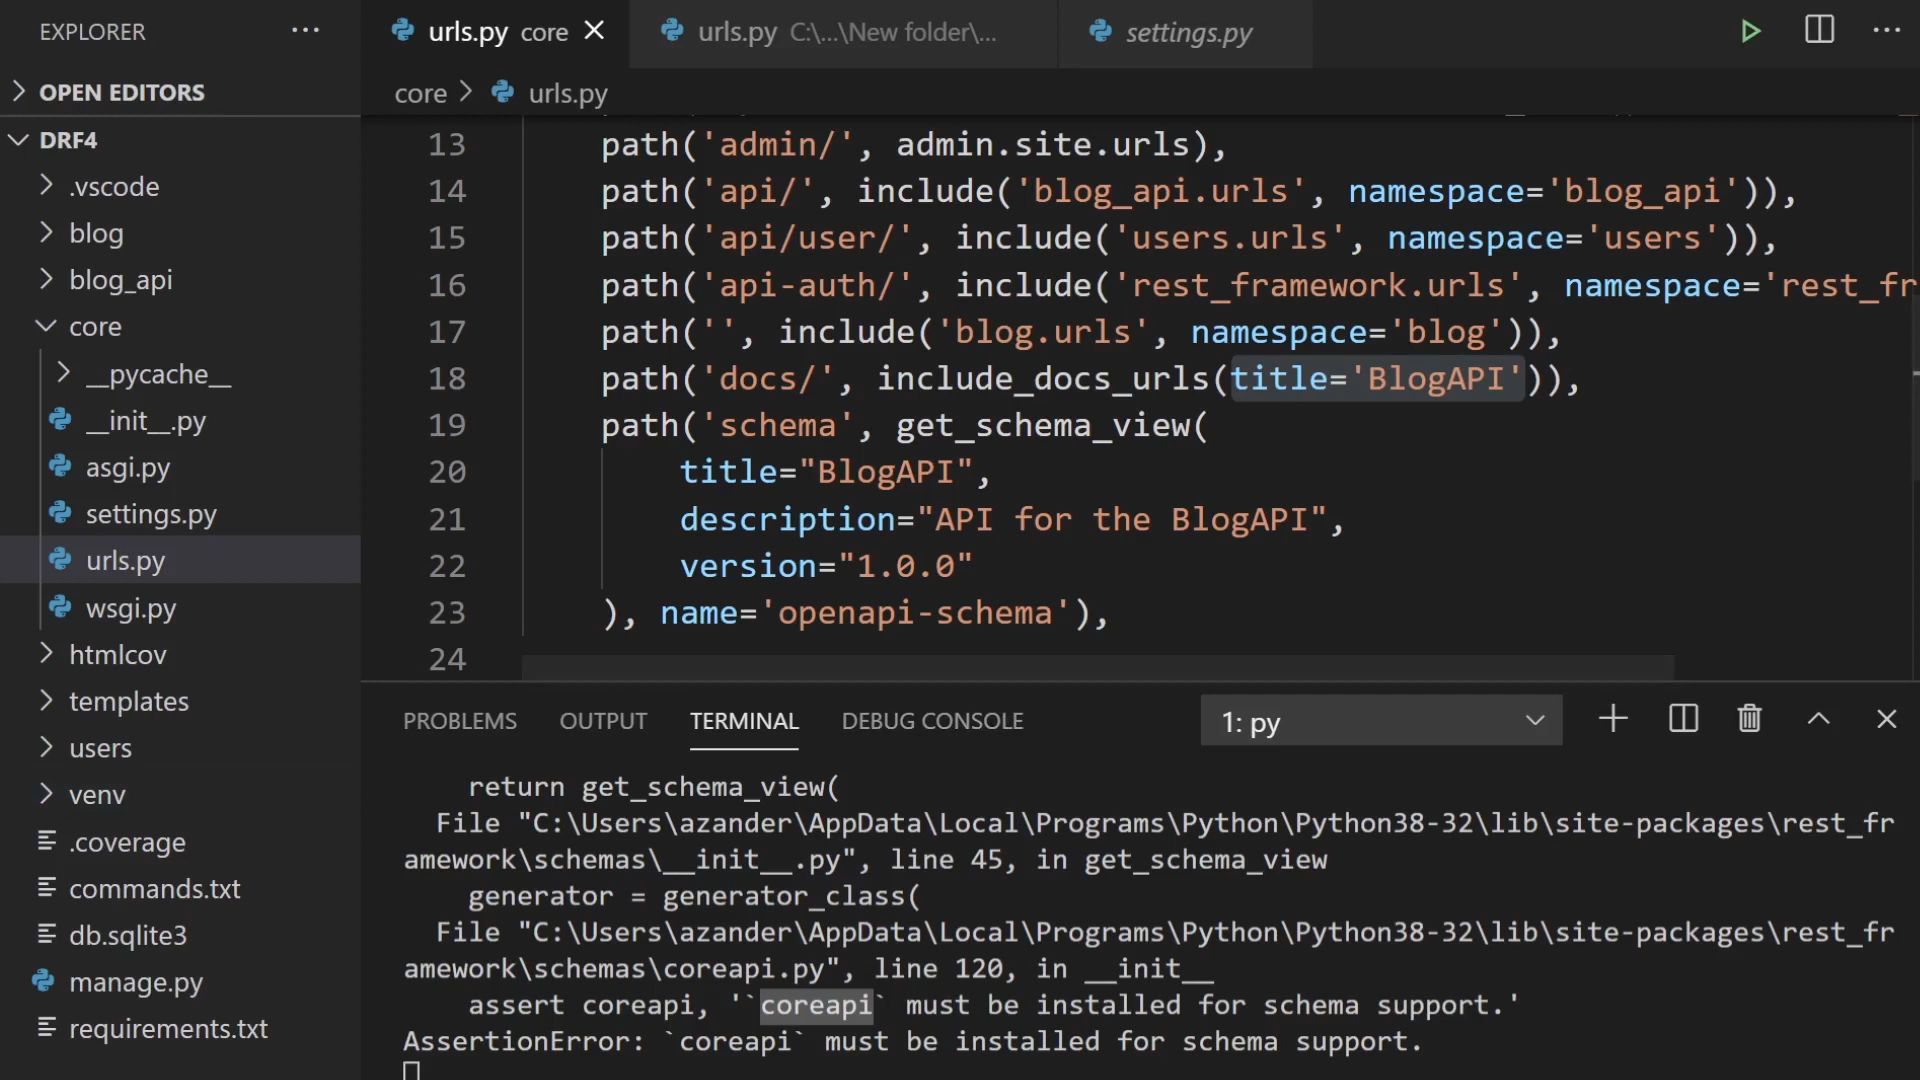 EXPLORER
OPEN EDITORS
DRF4
.vscode
blog
blog_api
core
__pycache__
__init__.py
asgi.py
settings.py
urls.py
wsgi.py
htmlcov
templates
users
venv
.coverage
commands.txt
db.sqlite3
manage.py
requirements.txt
urls.py core
urls.py C:\...\New folder\...
settings.py
core > urls.py
13 path('admin/', admin.site.urls),
14 path('api/', include('blog_api.urls', namespace='blog_api')),
15 path('api/user/', include('users.urls', namespace='users')),
16 path('api-auth/', include('rest_framework.urls', namespace='rest_fr
17 path('', include('blog.urls', namespace='blog')),
18 path('docs/', include_docs_urls(title='BlogAPI')),
19 path('schema', get_schema_view(
20 title="BlogAPI",
21 description="API for the BlogAPI",
22 version="1.0.0"
23 ), name='openapi-schema'),
24
PROBLEMS OUTPUT TERMINAL DEBUG CONSOLE 1: py
return get_schema_view(
File "C:\Users\azander\AppData\Local\Programs\Python\Python38-32\lib\site-packages\rest_fr
amework\schemas\__init__.py", line 45, in get_schema_view
generator = generator_class(
File "C:\Users\azander\AppData\Local\Programs\Python\Python38-32\lib\site-packages\rest_fr
amework\schemas\coreapi.py", line 120, in __init__
assert coreapi, '`coreapi` must be installed for schema support.'
AssertionError: `coreapi` must be installed for schema support.